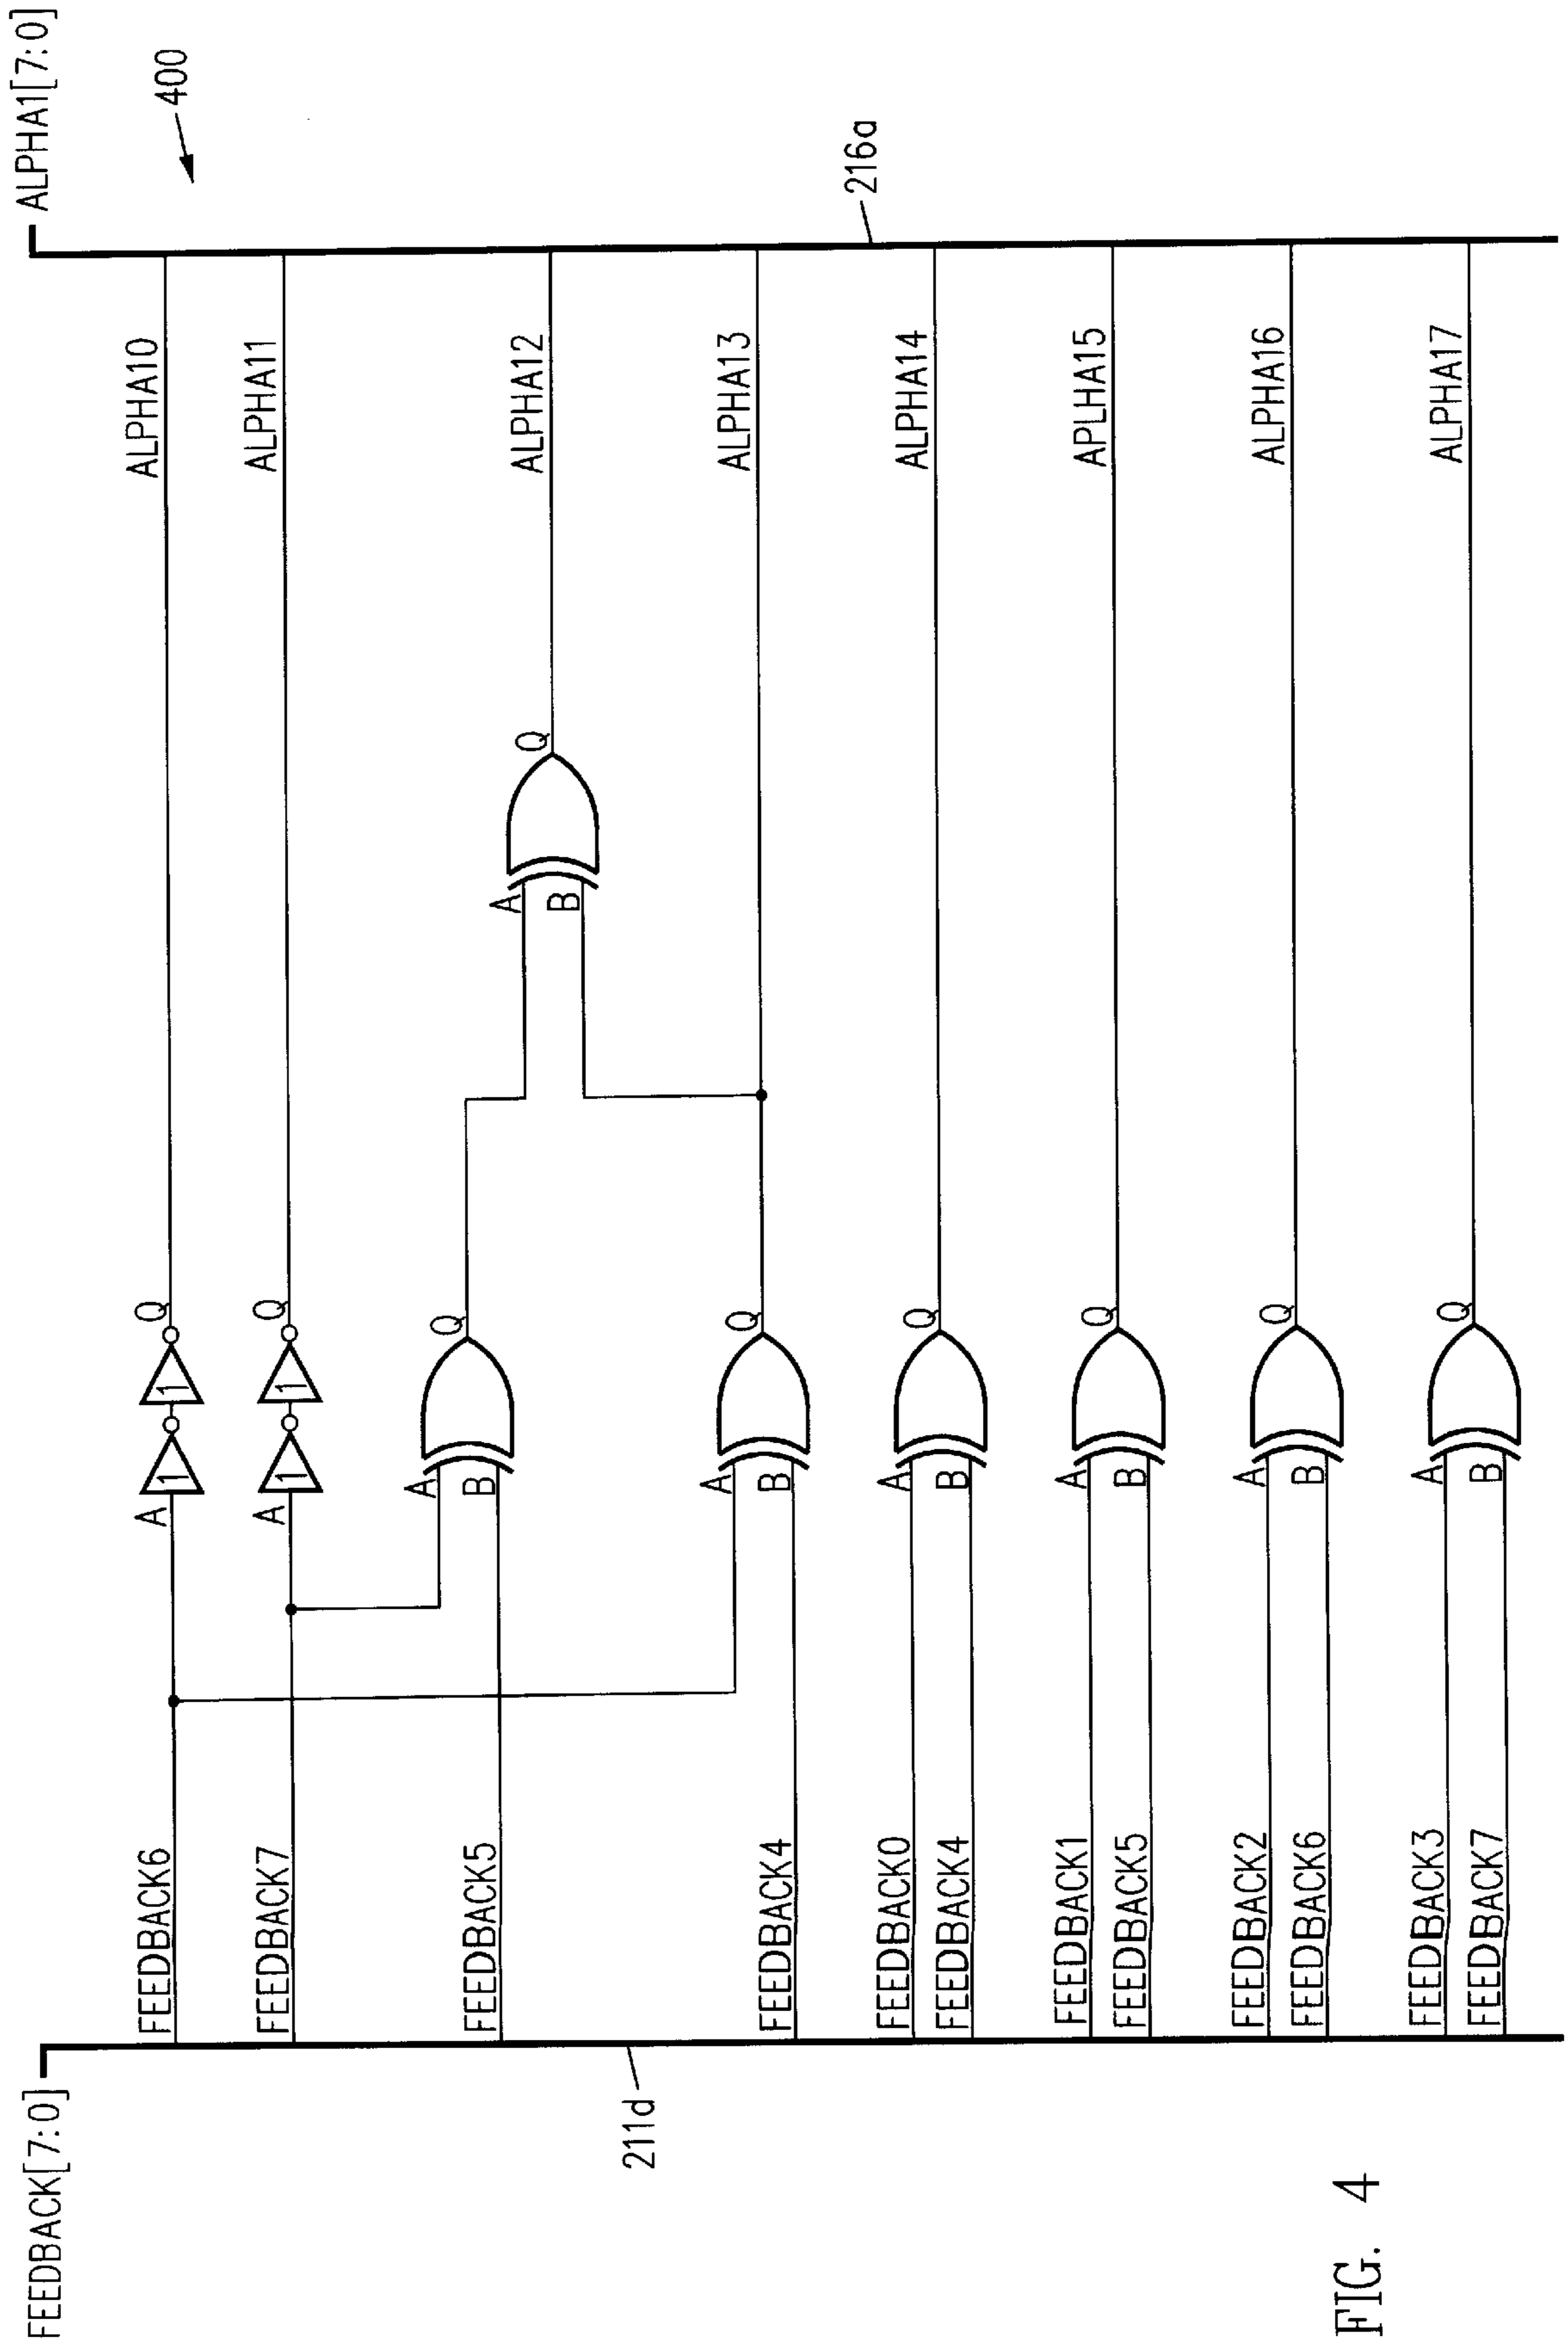 FEEDBACK[7:0]
ALPHA1[7:0]
400
FEEDBACK6
A
1
1
Q
ALPHA10
FEEDBACK7
A
1
1
Q
ALPHA11
FEEDBACK5
A
B
Q
A
B
Q
ALPHA12
FEEDBACK4
A
B
Q
ALPHA13
211d
216a
FEEDBACK0
FEEDBACK4
A
B
Q
ALPHA14
FEEDBACK1
FEEDBACK5
A
B
Q
APLHA15
FEEDBACK2
FEEDBACK6
A
B
Q
ALPHA16
FEEDBACK3
FEEDBACK7
A
B
Q
ALPHA17
FIG. 4